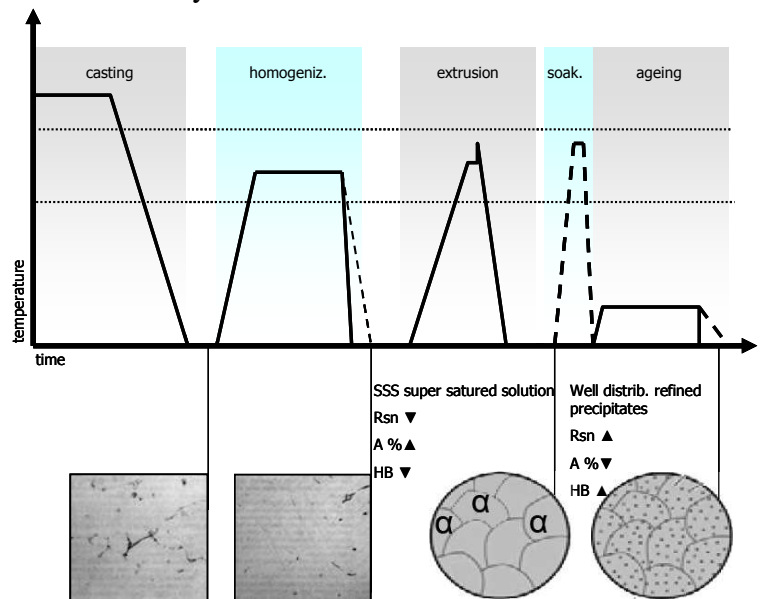 casting
homogeniz.
extrusion
soak.
ageing
temperature
time
SSS super satured solution
Rsn ▼
A %▲
HB ▼
Well distrib. refined
precipitates
Rsn ▲
A %▼
HB ▲
α
α
α